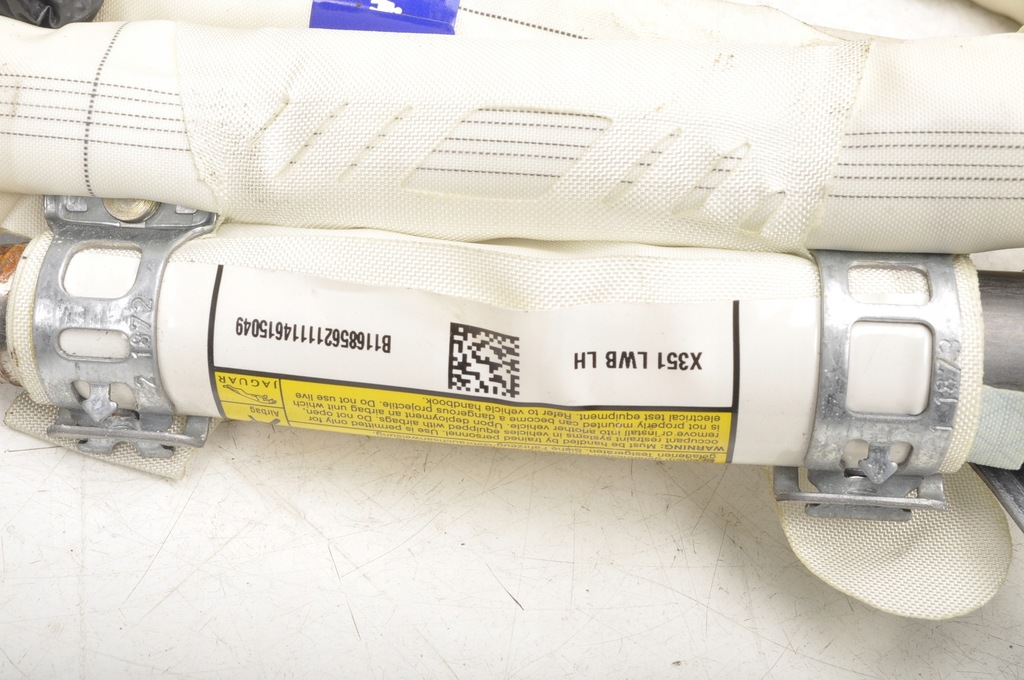 X351 LWB LH
B116856211114615049
JAGUAR
Airbag
WARNING: Must be handled by trained personnel. Use is permitted only for
occupant restraint systems in vehicles equipped with airbags. Do not open,
remove or install into another vehicle. Upon deployment an airbag unit which
is not properly mounted can become a dangerous projectile. Do not use live
electrical test equipment. Refer to vehicle handbook.
1872
1873